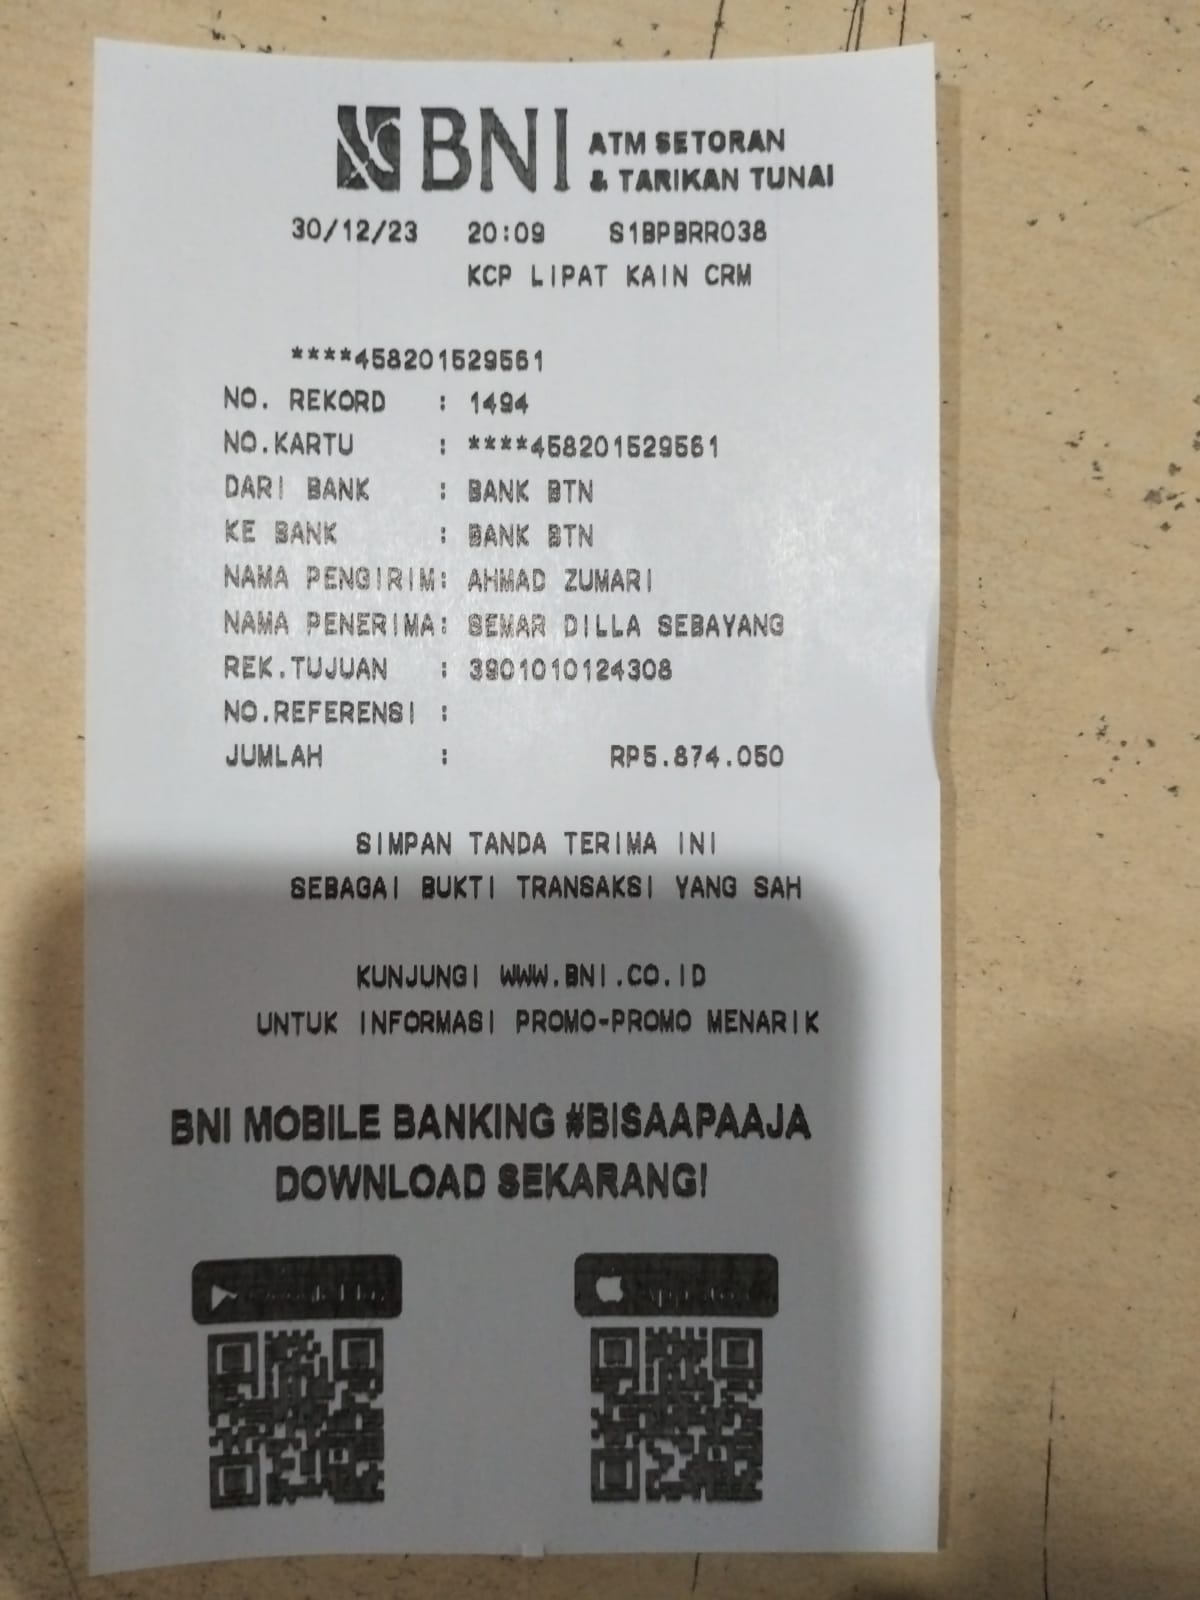 BNI ATM SETORAN
& TARIKAN TUNAI
30/12/23 20:09 S1BPBRR038
KCP LIPAT KAIN CRM
****458201529561
NO. REKORD : 1494
NO.KARTU : ****458201529561
DARI BANK : BANK BTN
KE BANK : BANK BTN
NAMA PENGIRIM: AHMAD ZUMARI
NAMA PENERIMA: SEMAR DILLA SEBAYANG
REK.TUJUAN : 3901010124308
NO.REFERENSI :
JUMLAH : RP5.874.050
SIMPAN TANDA TERIMA INI
SEBAGAI BUKTI TRANSAKSI YANG SAH
KUNJUNGI WWW.BNI.CO.ID
UNTUK INFORMASI PROMO-PROMO MENARIK
BNI MOBILE BANKING #BISAAPAAJA
DOWNLOAD SEKARANG!